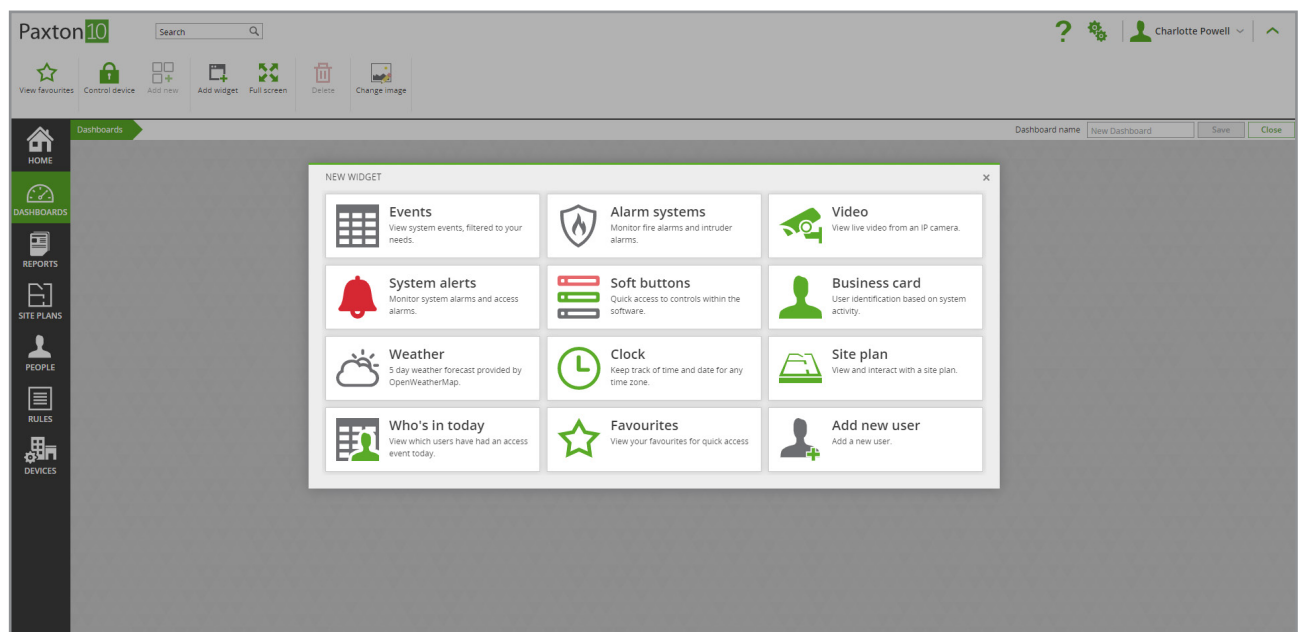 Paxton10
Search
Charlotte Powell
View favourites
Control device
Add new
Add widget
Full screen
Delete
Change image
Dashboards
Dashboard name
New Dashboard
Save
Close
HOME
DASHBOARDS
REPORTS
SITE PLANS
PEOPLE
RULES
DEVICES
NEW WIDGET
Events
View system events, filtered to your
needs.
Alarm systems
Monitor fire alarms and intruder
alarms.
Video
View live video from an IP camera.
System alerts
Monitor system alarms and access
alarms.
Soft buttons
Quick access to controls within the
software.
Business card
User identification based on system
activity.
Weather
5 day weather forecast provided by
OpenWeatherMap.
Clock
Keep track of time and date for any
time zone.
Site plan
View and interact with a site plan.
Who's in today
View which users have had an access
event today.
Favourites
View your favourites for quick access
Add new user
Add a new user.